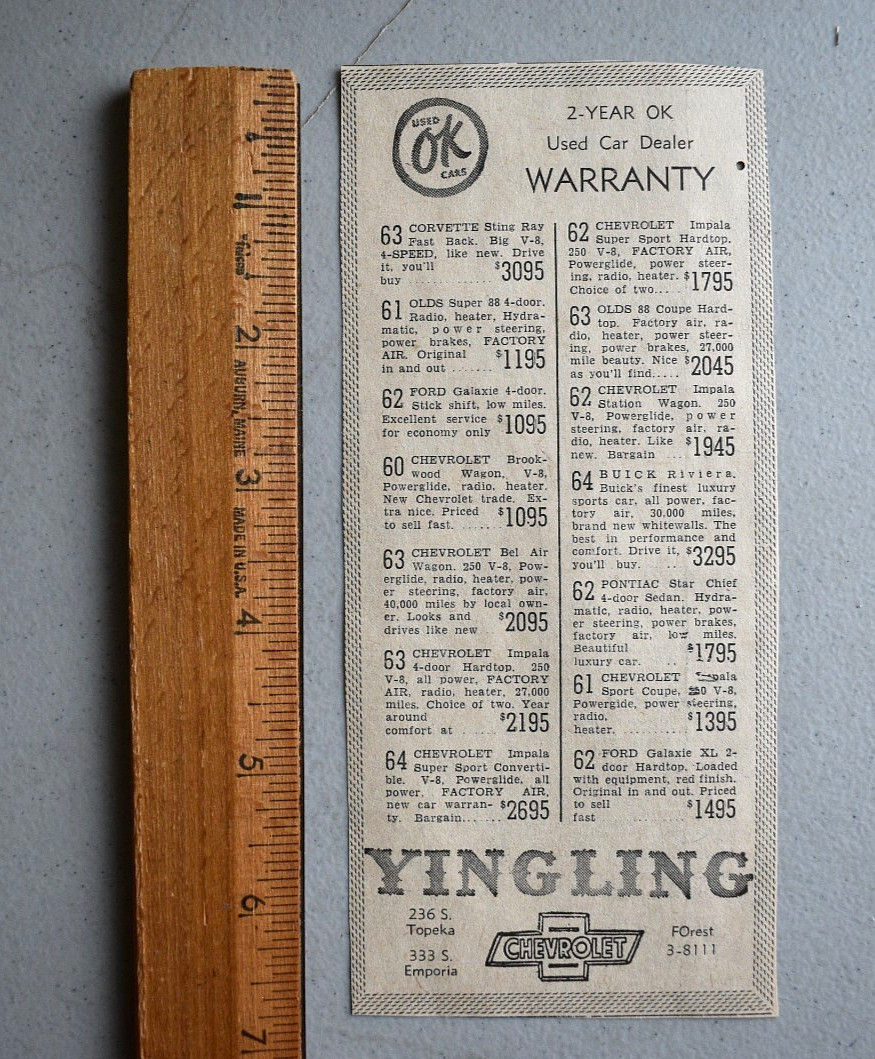 USED
OK
CARS
2-YEAR OK
Used Car Dealer
WARRANTY
63 CORVETTE Sting Ray
Fast Back. Big V-8,
4-SPEED, like new. Drive
it, you'll
buy .............. $3095
61 OLDS Super 88 4-door.
Radio, heater, Hydra-
matic, power steering,
power brakes, FACTORY
AIR. Original
in and out ....... $1195
62 FORD Galaxie 4-door.
Stick shift, low miles.
Excellent service
for economy only $1095
60 CHEVROLET Brook-
wood Wagon, V-8,
Powerglide, radio, heater.
New Chevrolet trade. Ex-
tra nice. Priced
to sell fast. ....... $1095
63 CHEVROLET Bel Air
Wagon. 250 V-8, Pow-
erglide, radio, heater, pow-
er steering, factory air.
40,000 miles by local own-
er. Looks and
drives like new .. $2095
63 CHEVROLET Impala
4-door Hardtop. 250
V-8, all power, FACTORY
AIR, radio, heater, 27,000
miles. Choice of two. Year
around
comfort at ....... $2195
64 CHEVROLET Impala
Super Sport Converti-
ble. V-8, Powerglide, all
power, FACTORY AIR,
new car warran-
ty. Bargain...... $2695
62 CHEVROLET Impala
Super Sport Hardtop.
250 V-8, FACTORY AIR,
Powerglide, power steer-
ing, radio, heater.
Choice of two.... $1795
63 OLDS 88 Coupe Hard-
top. Factory air, ra-
dio, heater, power steer-
ing, power brakes, 27,000
mile beauty. Nice
as you'll find..... $2045
62 CHEVROLET Impala
Station Wagon. 250
V-8, Powerglide, power
steering, factory air, ra-
dio, heater. Like
new. Bargain ... $1945
64 BUICK Riviera.
Buick's finest luxury
sports car, all power, fac-
tory air, 30,000 miles,
brand new whitewalls. The
best in performance and
comfort. Drive it,
you'll buy. .. $3295
62 PONTIAC Star Chief
4-door Sedan. Hydra-
matic, radio, heater, pow-
er steering, power brakes,
factory air, low miles.
Beautiful
luxury car. .. $1795
61 CHEVROLET
Sport Coupe, V-8,
Powergide, power steering,
radio,
heater. .......... $1395
62 FORD Galaxie XL 2-
door Hardtop. Loaded
with equipment, red finish.
Original in and out. Priced
to sell
fast .......... $1495
YINGLING
236 S.
Topeka
333 S.
Emporia
CHEVROLET
FOrest
3-8111
1
2
3
4
5
6
7
AUBURN, MAINE
MADE IN U.S.A.